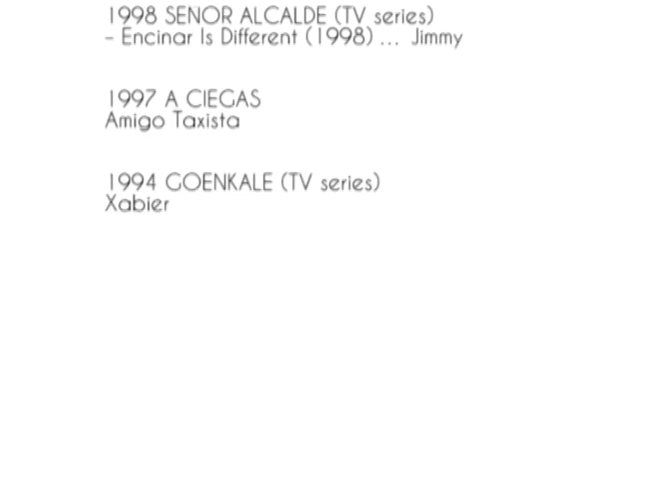 1998 SENOR ALCALDE (TV series)
– Encinar Is Different (1998) ... Jimmy
1997 A CIEGAS
Amigo Taxista
1994 GOENKALE (TV series)
Xabier